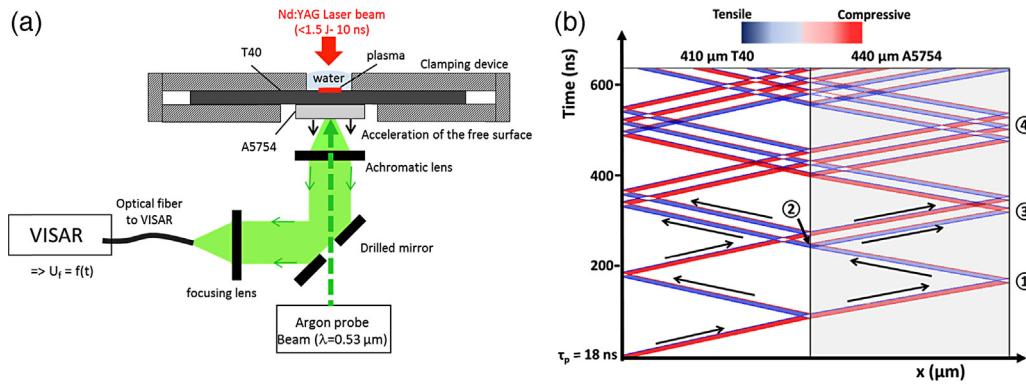 (a)
Nd:YAG Laser beam
(<1.5 J- 10 ns)
T40
water
plasma
Clamping device
A5754
Acceleration of the free surface
Achromatic lens
Optical fiber
to VISAR
VISAR
Drilled mirror
=> Uf = f(t)
focusing lens
Argon probe
Beam (λ=0.53 µm)
(b)
Tensile
Compressive
410 µm T40
440 µm A5754
Time (ns)
600
400
200
τp = 18 ns
④
③
②
①
x (µm)